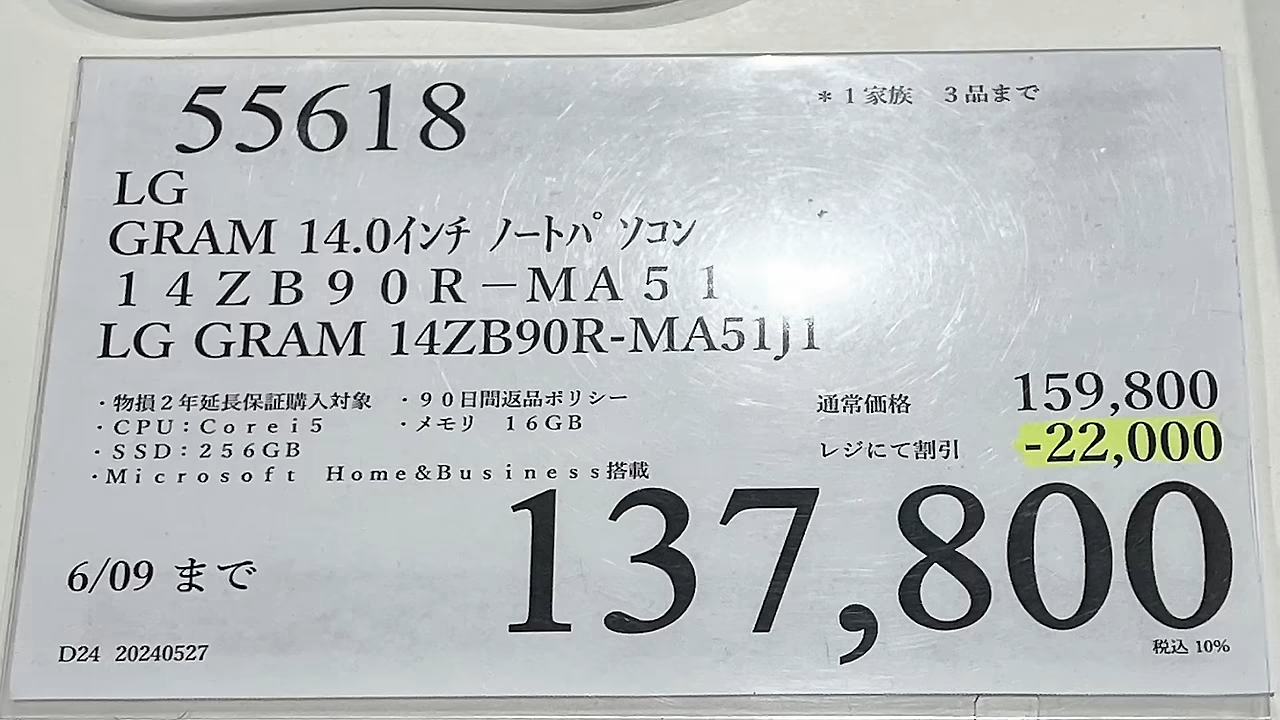 55618
＊１家族　３品まで
LG
GRAM 14.0ｲﾝﾁ ﾉｰﾄﾊﾟｿｺﾝ
１４ＺＢ９０Ｒ－ＭＡ５１
LG GRAM 14ZB90R-MA51J1
・物損２年延長保証購入対象　・９０日間返品ポリシー
・ＣＰＵ：Ｃｏｒｅｉ５　・メモリ　１６ＧＢ
・ＳＳＤ：２５６ＧＢ
・Ｍｉｃｒｏｓｏｆｔ　Ｈｏｍｅ＆Ｂｕｓｉｎｅｓｓ搭載
通常価格 159,800
レジにて割引 -22,000
137,800
6/09 まで
税込 10%
D24 20240527